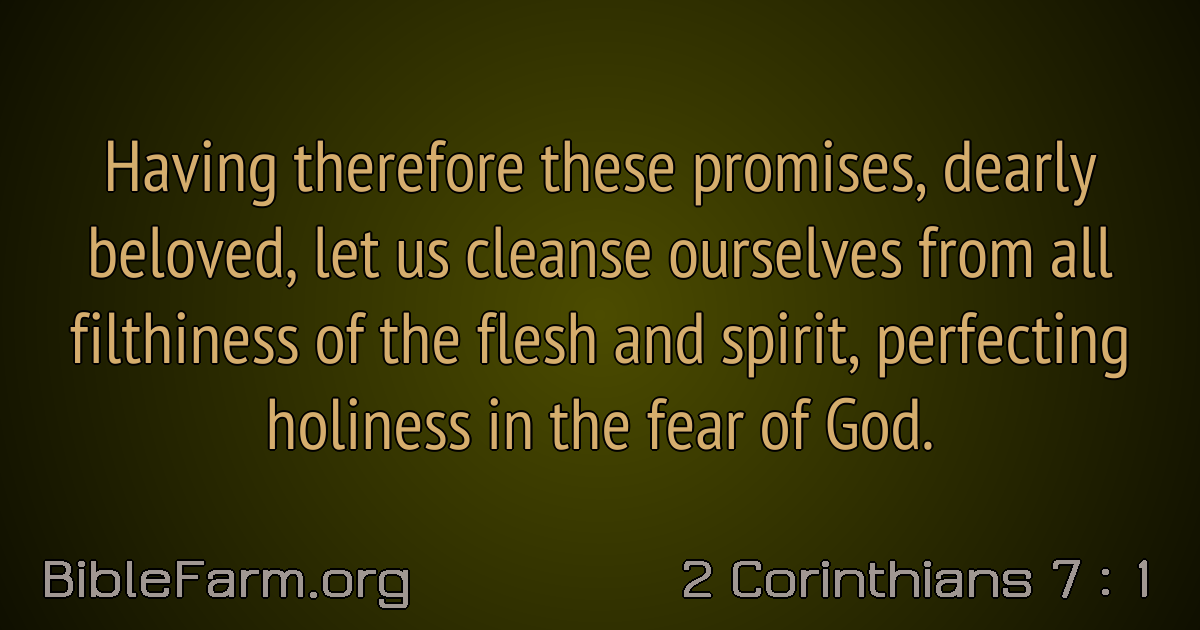 Having therefore these promises, dearly
beloved, let us cleanse ourselves from all
filthiness of the flesh and spirit, perfecting
holiness in the fear of God.
BibleFarm.org
2 Corinthians 7 : 1